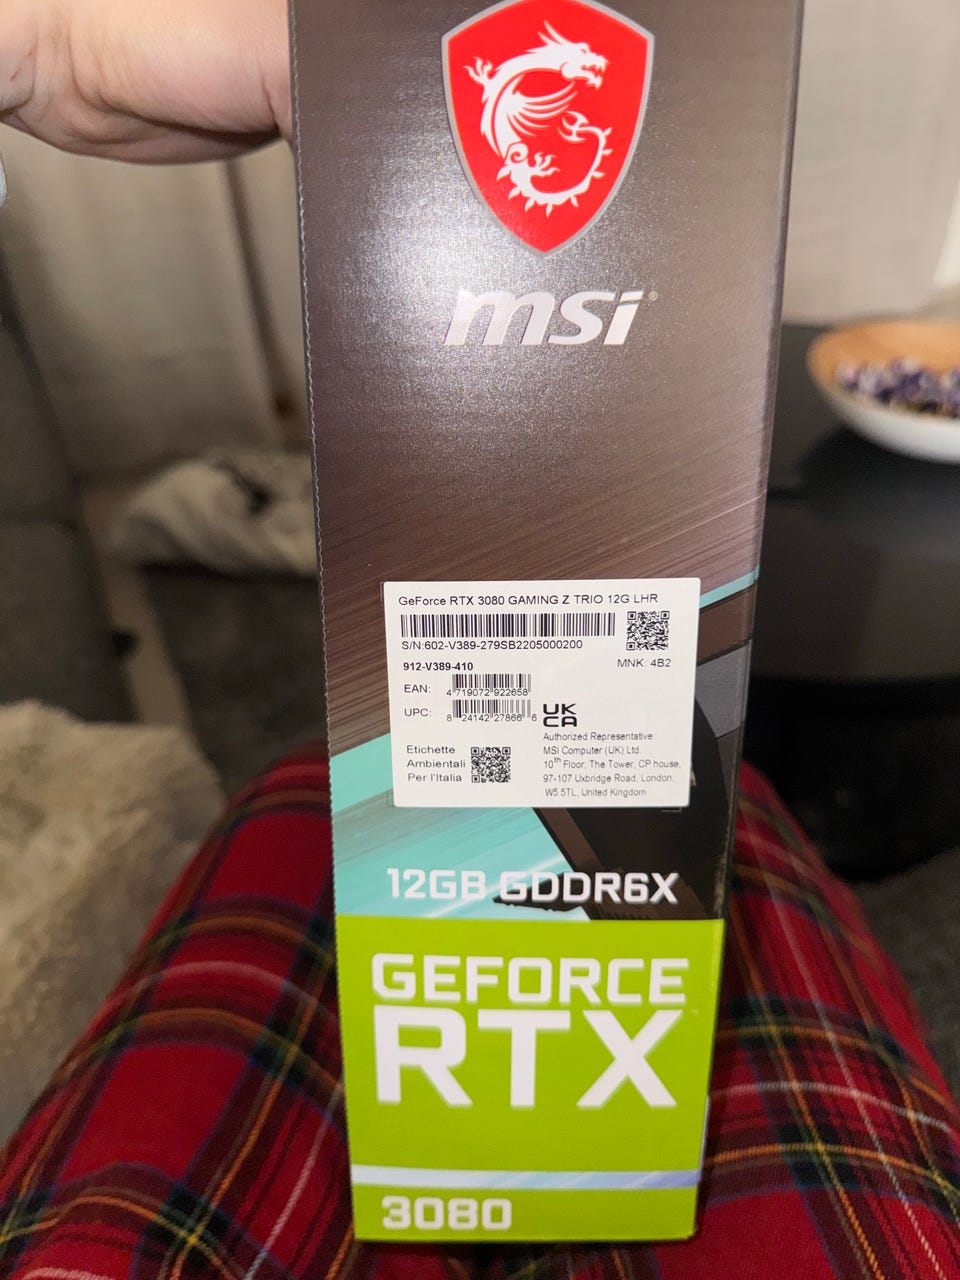 msi
GeForce RTX 3080 GAMING Z TRIO 12G LHR
S/N:602-V389-279SB2205000200
912-V389-410
MNK: 4B2
EAN: 4 719072 922658
UPC: 8 24142 27866 6
UK
CA
Etichette
Ambientali
Per l'Italia
Authorized Representative:
MSI Computer (UK) Ltd.
10th Floor, The Tower, CP house,
97-107 Uxbridge Road, London,
W5 5TL, United Kingdom
12GB GDDR6X
GEFORCE
RTX
3080